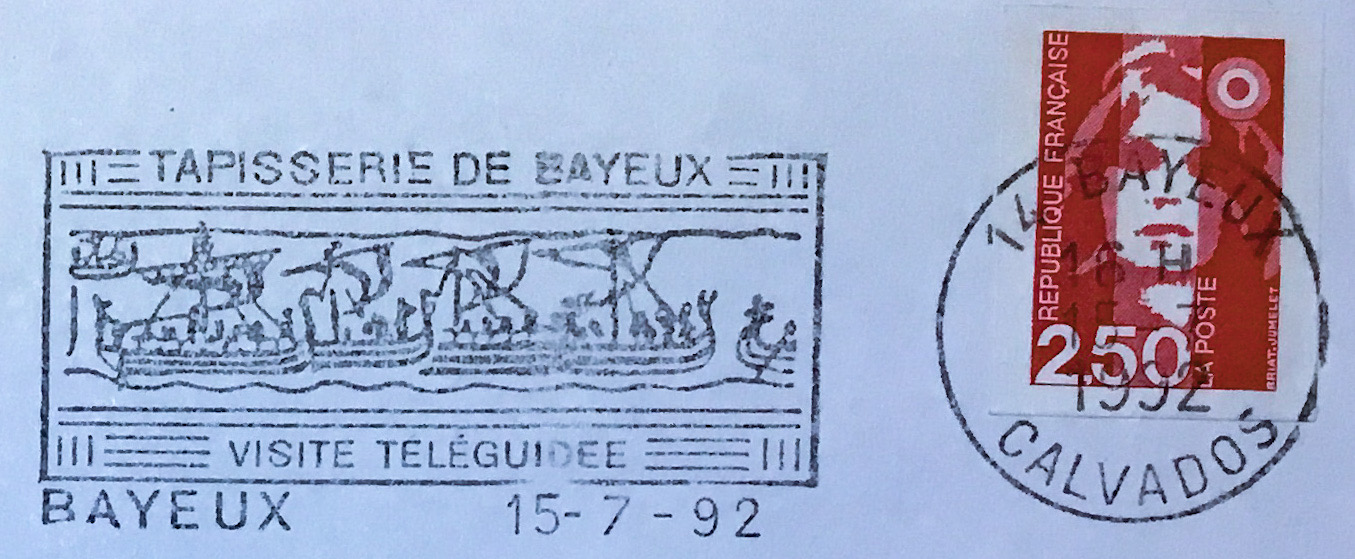 TAPISSERIE DE BAYEUX
VISITE TELÉGUIDEE
BAYEUX 15-7-92
REPUBLIQUE FRANÇAISE
2,50
LA POSTE
BRIAT-JUMELET
14 BAYEUX
16 H
1992
CALVADOS